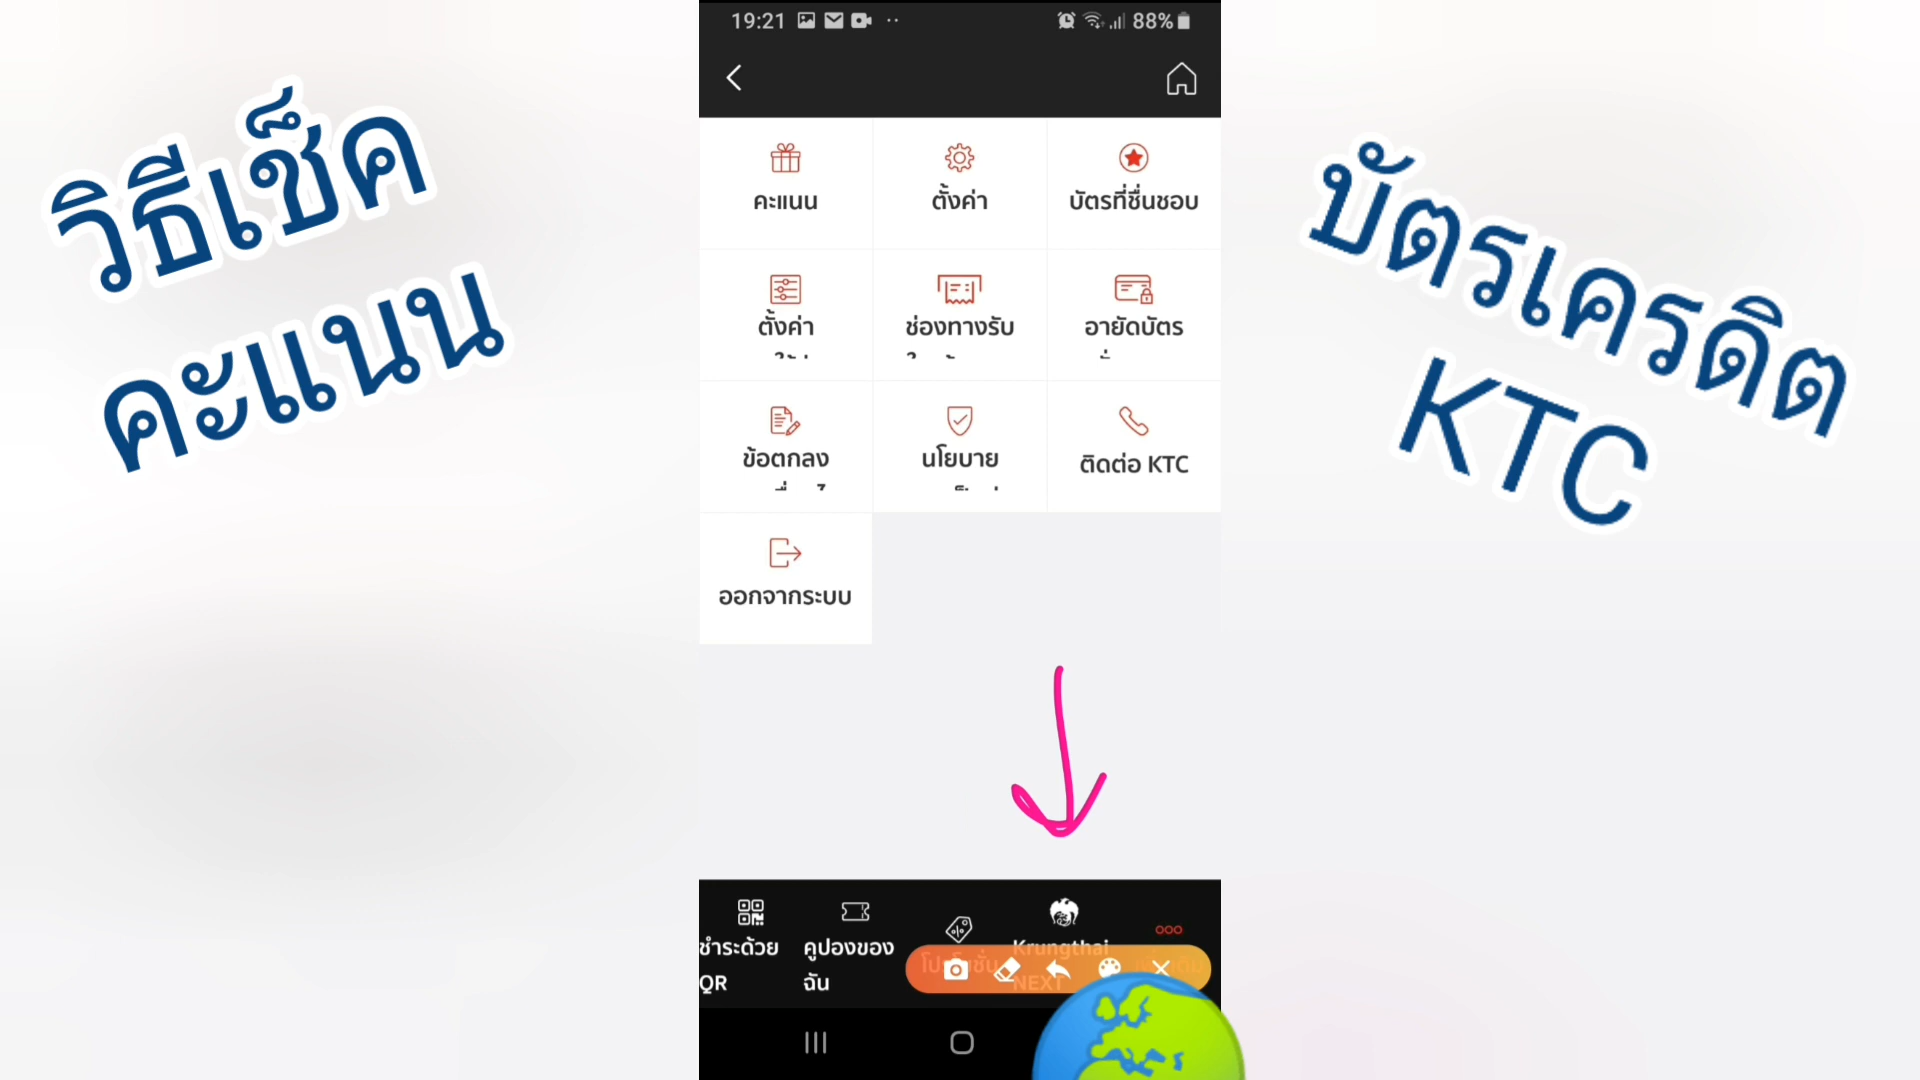 19:21
88%
วิธีเช็ค
คะแนน
บัตรเครดิต
KTC
คะแนน
ตั้งค่า
บัตรที่ชื่นชอบ
ตั้งค่า
ช่องทางรับ
อายัดบัตร
ข้อตกลง
นโยบาย
ติดต่อ KTC
ออกจากระบบ
ชำระด้วย
QR
คูปองของ
ฉัน
Krungthai
NEXT